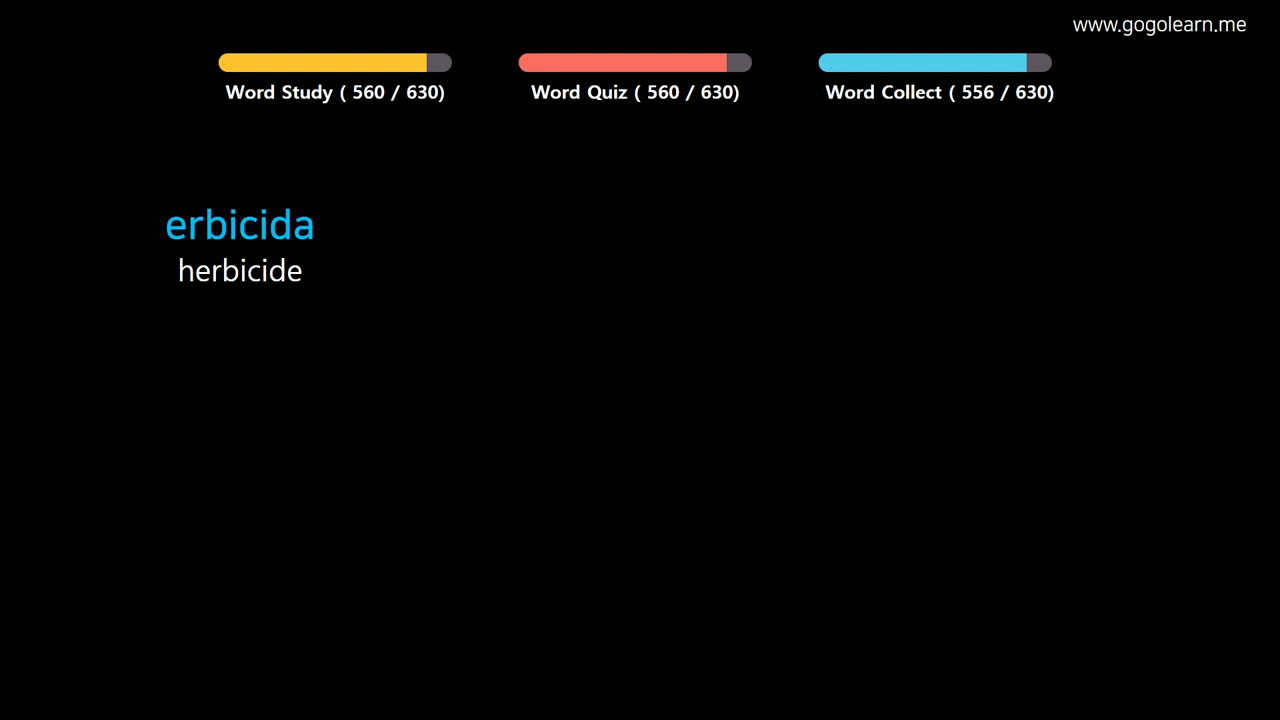 www.gogolearn.me
Word Study ( 560 / 630)
Word Quiz ( 560 / 630)
Word Collect ( 556 / 630)
erbicida
herbicide